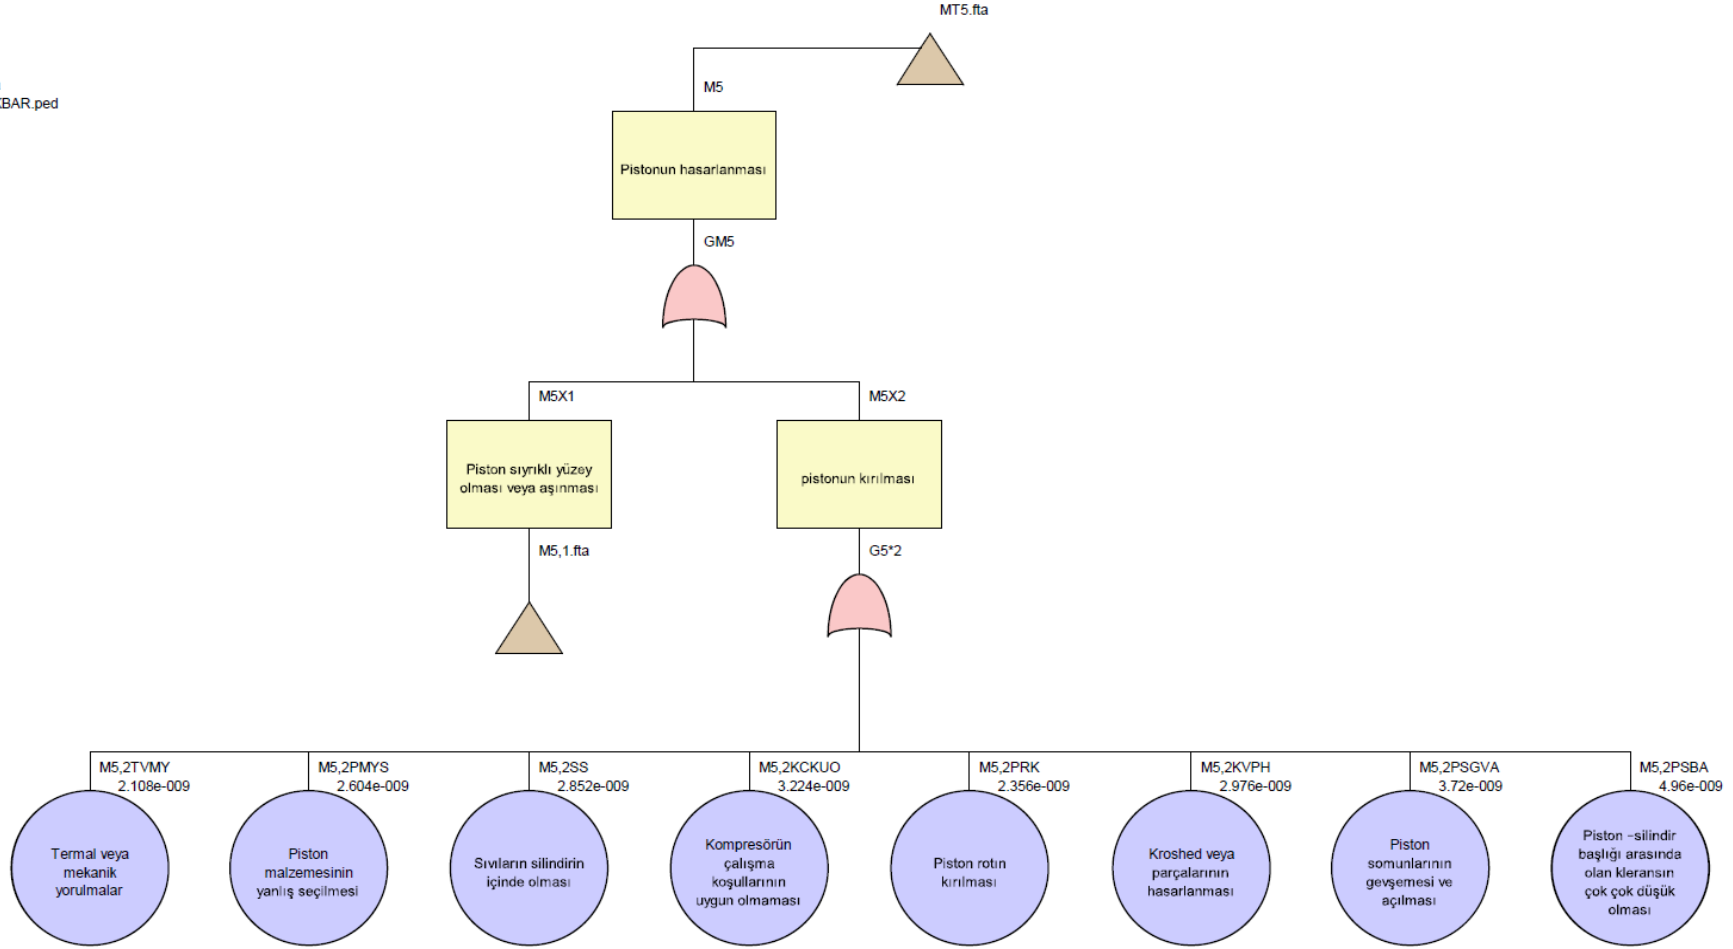 MT5.fta
BAR.ped
M5
Pistonun hasarlanması
GM5
M5X1
M5X2
Piston sıyrıklı yüzey
olması veya aşınması
pistonun kırılması
M5,1.fta
G5*2
M5,2TVMY
2.108e-009
M5,2PMYS
2.604e-009
M5,2SS
2.852e-009
M5,2KCKUO
3.224e-009
M5,2PRK
2.356e-009
M5,2KVPH
2.976e-009
M5,2PSGVA
3.72e-009
M5,2PSBA
4.96e-009
Termal veya
mekanik
yorulmalar
Piston
malzemesinin
yanlış seçilmesi
Sıvıların silindirin
içinde olması
Kompresörün
çalışma
koşullarının
uygun olmaması
Piston rotın
kırılması
Kroshed veya
parçalarının
hasarlanması
Piston
somunlarının
gevşemesi ve
açılması
Piston –silindir
başlığı arasında
olan kleransın
çok çok düşük
olması